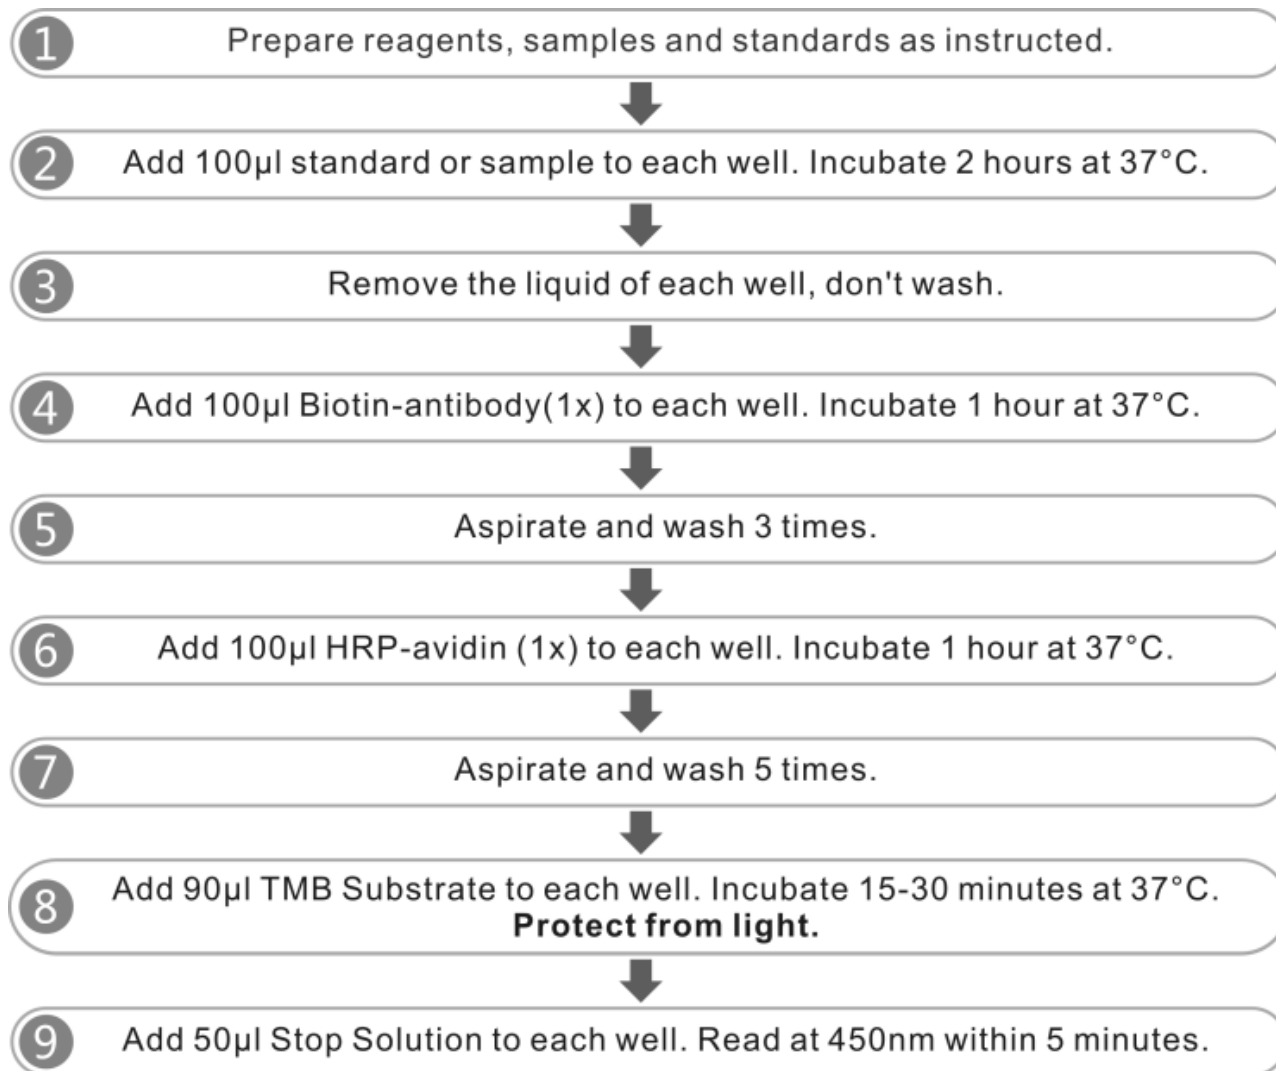 1 Prepare reagents, samples and standards as instructed.
2 Add 100µl standard or sample to each well. Incubate 2 hours at 37°C.
3 Remove the liquid of each well, don't wash.
4 Add 100µl Biotin-antibody(1x) to each well. Incubate 1 hour at 37°C.
5 Aspirate and wash 3 times.
6 Add 100µl HRP-avidin (1x) to each well. Incubate 1 hour at 37°C.
7 Aspirate and wash 5 times.
8 Add 90µl TMB Substrate to each well. Incubate 15-30 minutes at 37°C.
Protect from light.
9 Add 50µl Stop Solution to each well. Read at 450nm within 5 minutes.